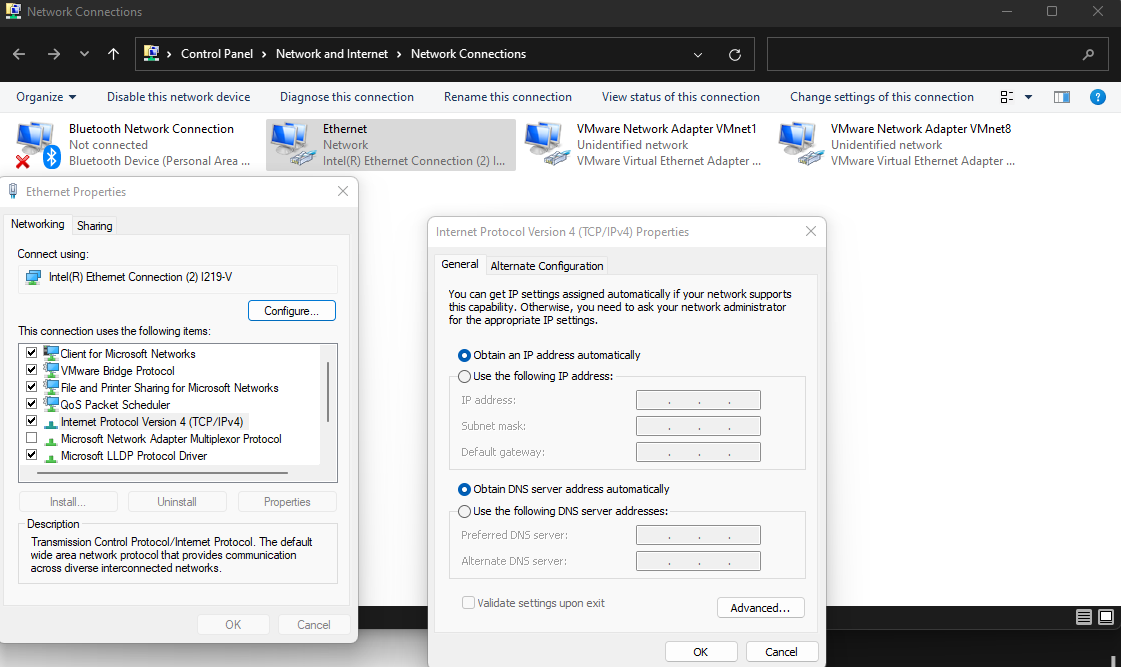 Network Connections
Control Panel > Network and Internet > Network Connections
Organize Disable this network device Diagnose this connection Rename this connection View status of this connection Change settings of this connection
Bluetooth Network Connection
Not connected
Bluetooth Device (Personal Area ...
Ethernet
Network
Intel(R) Ethernet Connection (2) I...
VMware Network Adapter VMnet1
Unidentified network
VMware Virtual Ethernet Adapter ...
VMware Network Adapter VMnet8
Unidentified network
VMware Virtual Ethernet Adapter ...
Ethernet Properties
Networking Sharing
Connect using:
Intel(R) Ethernet Connection (2) I219-V
Configure...
This connection uses the following items:
Client for Microsoft Networks
VMware Bridge Protocol
File and Printer Sharing for Microsoft Networks
QoS Packet Scheduler
Internet Protocol Version 4 (TCP/IPv4)
Microsoft Network Adapter Multiplexor Protocol
Microsoft LLDP Protocol Driver
Install... Uninstall Properties
Description
Transmission Control Protocol/Internet Protocol. The default
wide area network protocol that provides communication
across diverse interconnected networks.
OK Cancel
Internet Protocol Version 4 (TCP/IPv4) Properties
General Alternate Configuration
You can get IP settings assigned automatically if your network supports
this capability. Otherwise, you need to ask your network administrator
for the appropriate IP settings.
Obtain an IP address automatically
Use the following IP address:
IP address: . . .
Subnet mask: . . .
Default gateway: . . .
Obtain DNS server address automatically
Use the following DNS server addresses:
Preferred DNS server: . . .
Alternate DNS server: . . .
Validate settings upon exit
Advanced...
OK Cancel